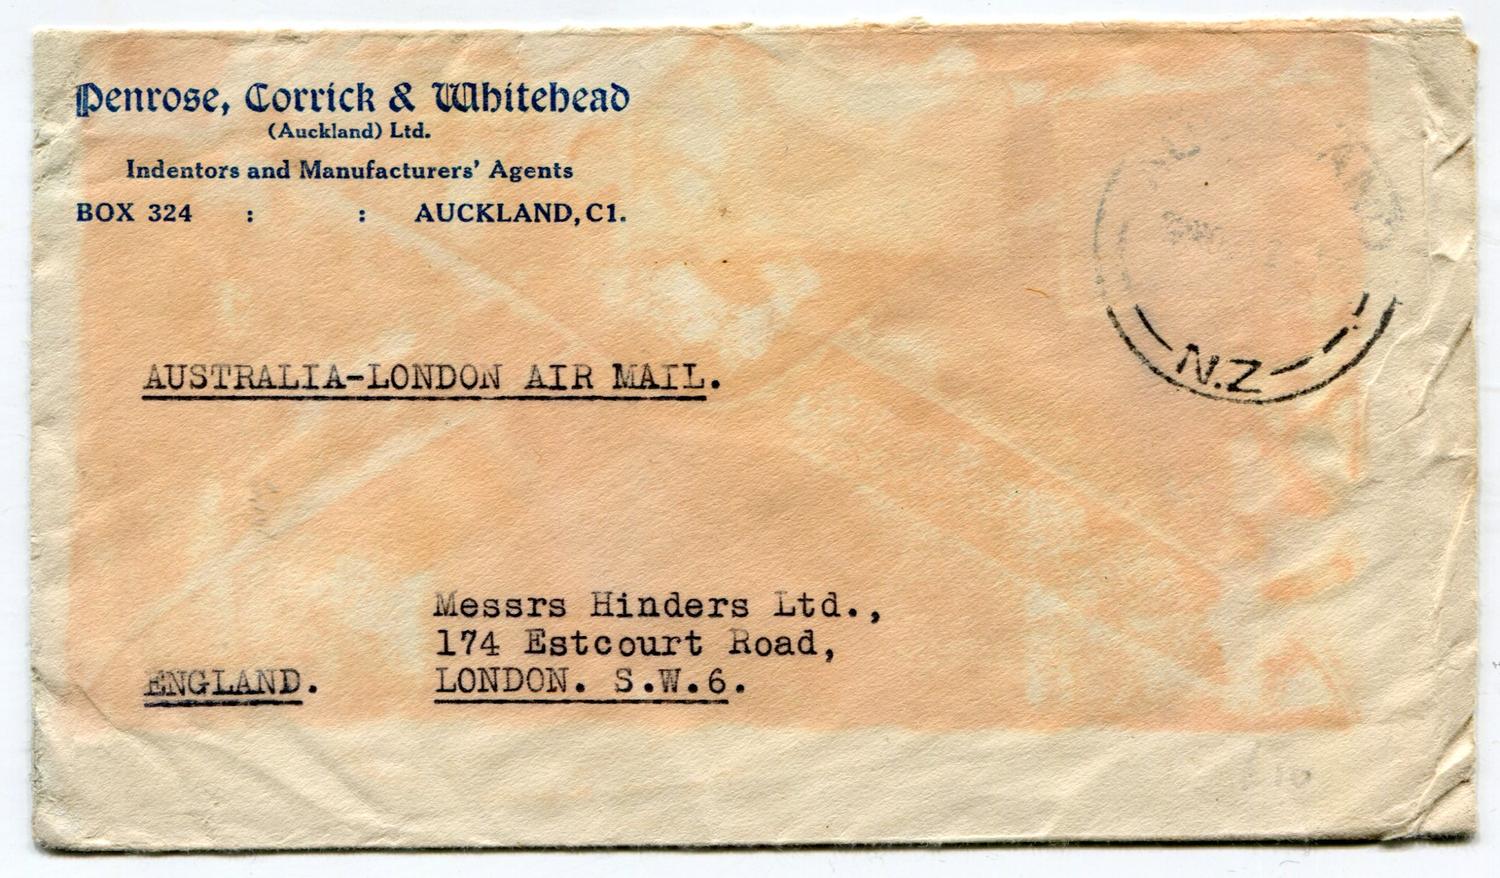 Penrose, Corrick & Whitehead
(Auckland) Ltd.
Indentors and Manufacturers' Agents
BOX 324 : : AUCKLAND, C1.
N.Z
AUSTRALIA-LONDON AIR MAIL.
Messrs Hinders Ltd.,
174 Estcourt Road,
ENGLAND. LONDON. S.W.6.